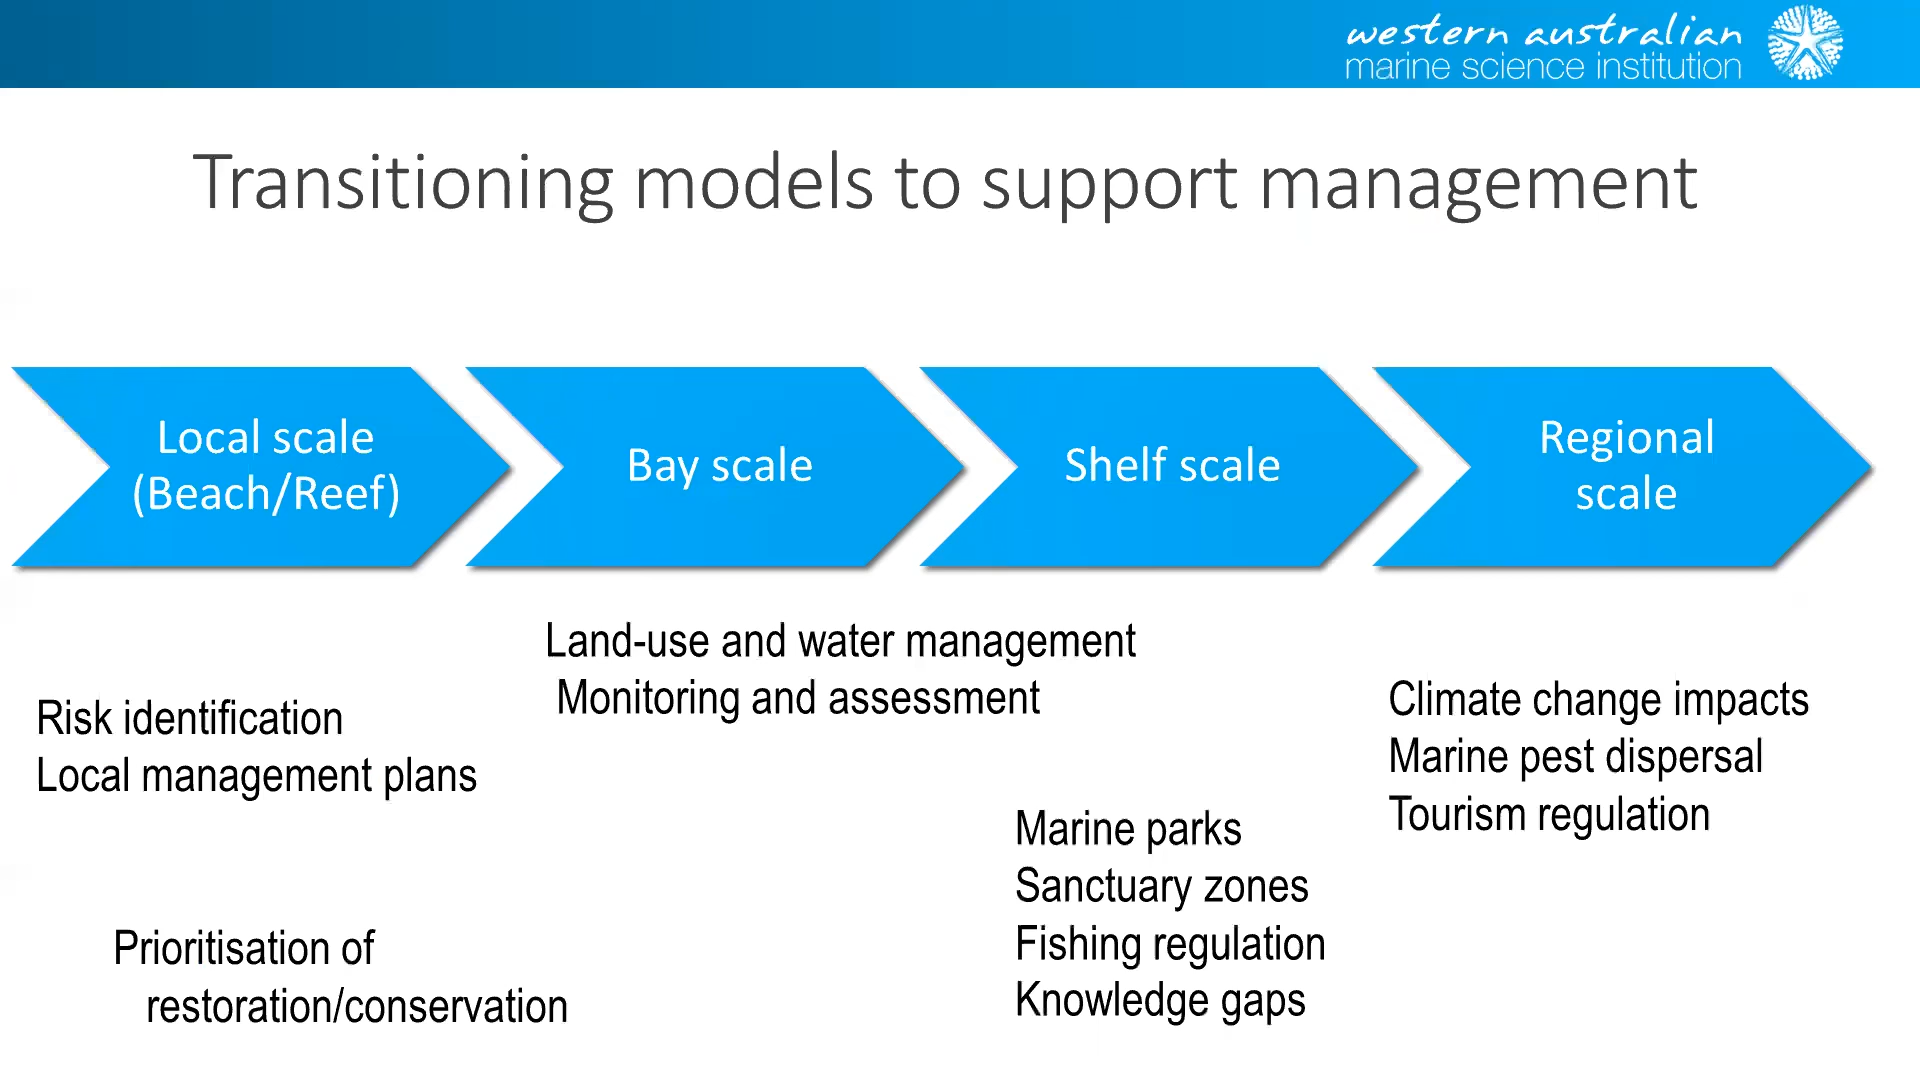 western australian
marine science institution
Transitioning models to support management
Local scale
(Beach/Reef)
Bay scale
Shelf scale
Regional
scale
Land-use and water management
Monitoring and assessment
Risk identification
Local management plans
Climate change impacts
Marine pest dispersal
Tourism regulation
Marine parks
Sanctuary zones
Fishing regulation
Knowledge gaps
Prioritisation of
restoration/conservation